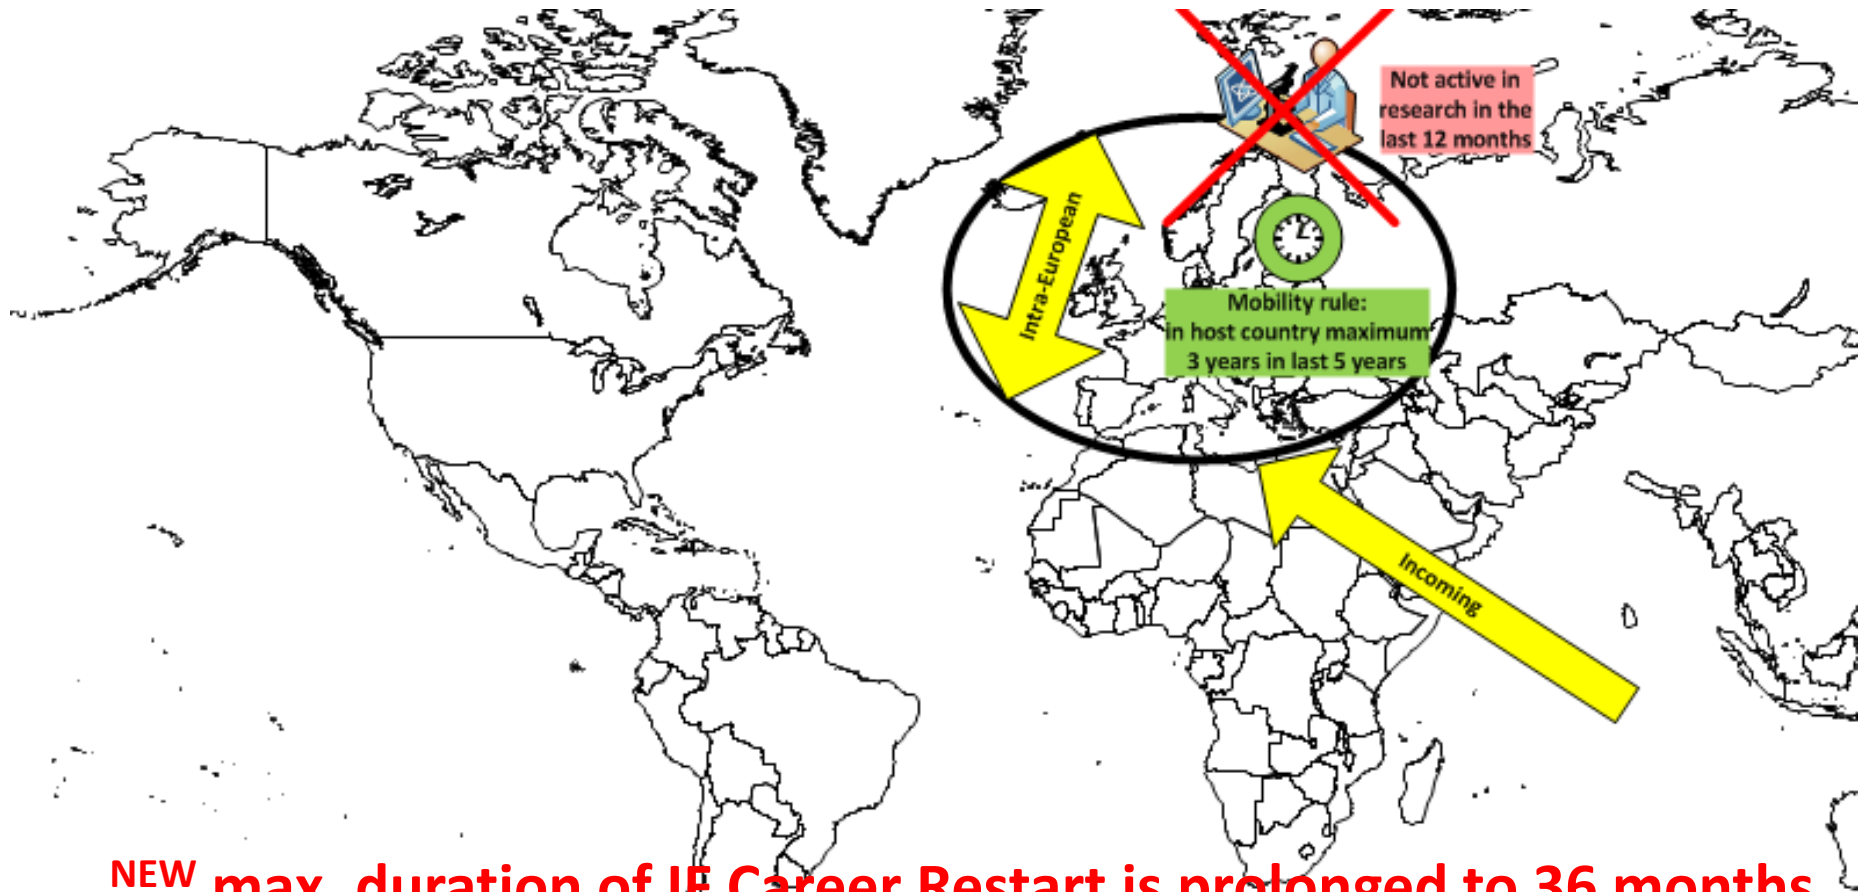 Not active in
research in the
last 12 months
Intra-European
Mobility rule:
in host country maximum
3 years in last 5 years
Incoming
NEW max. duration of IF Career Restart is prolonged to 36 months